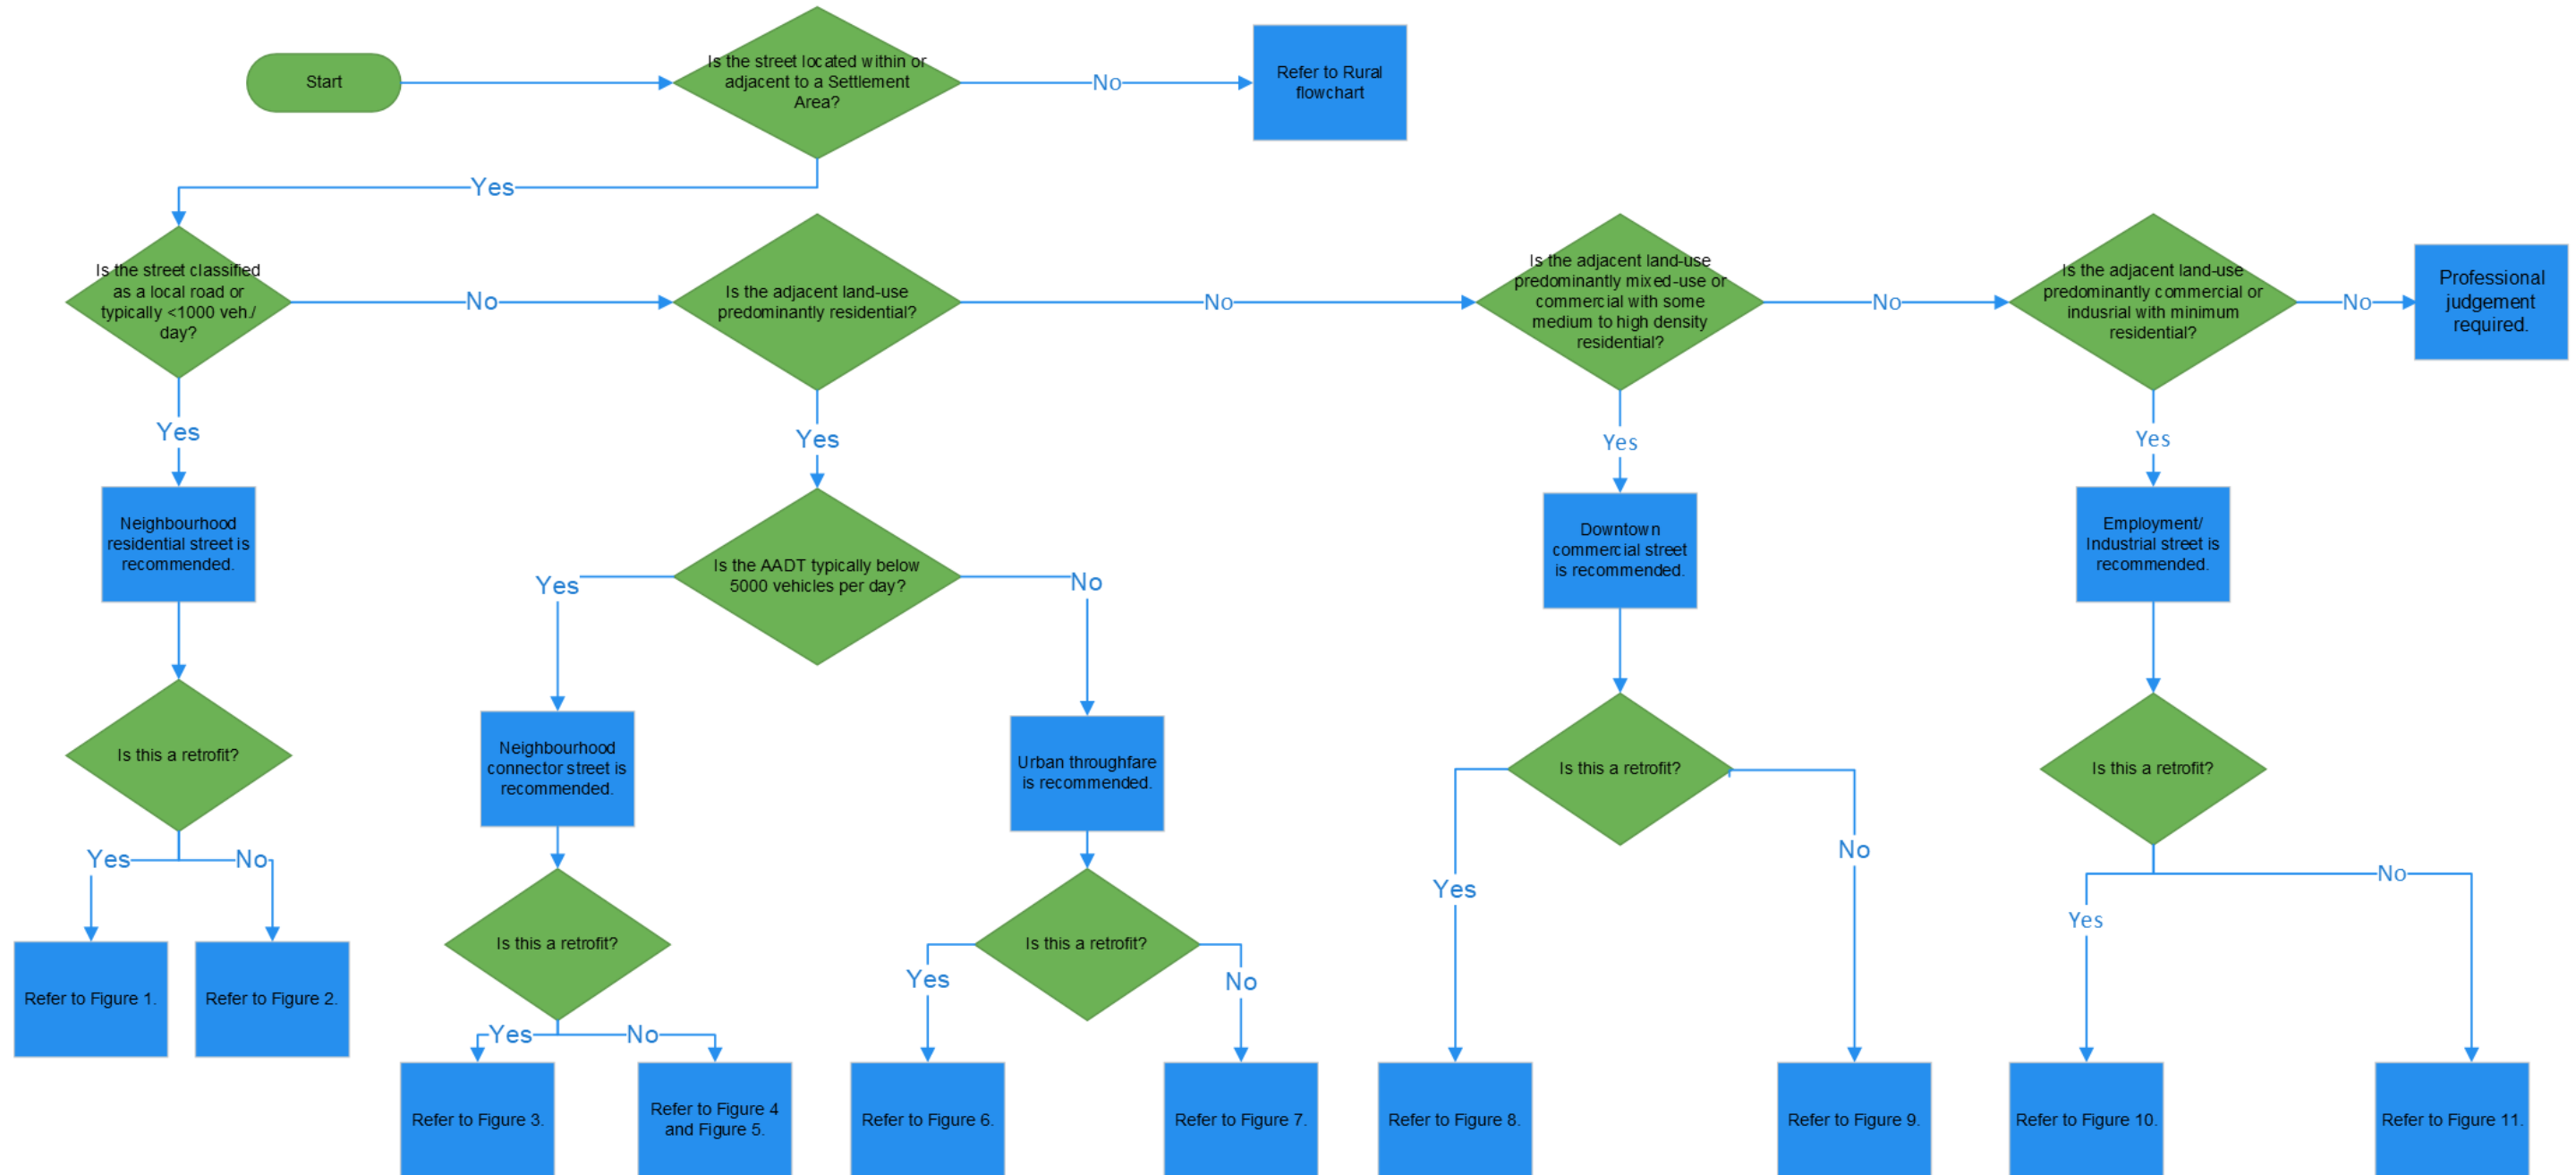 Start
Is the street located within or
adjacent to a Settlement
Area?
No
Refer to Rural
flowchart
Yes
Is the street classified
as a local road or
typically <1000 veh./
day?
No
Is the adjacent land-use
predominantly residential?
No
Is the adjacent land-use
predominantly mixed-use or
commercial with some
medium to high density
residential?
No
Is the adjacent land-use
predominantly commercial or
indusrial with minimum
residential?
No
Professional
judgement
required.
Yes
Yes
Yes
Yes
Neighbourhood
residential street is
recommended.
Is the AADT typically below
5000 vehicles per day?
Yes
No
Downtown
commercial street
is recommended.
Employment/
Industrial street is
recommended.
Is this a retrofit?
Neighbourhood
connector street is
recommended.
Urban throughfare
is recommended.
Is this a retrofit?
Is this a retrofit?
Yes
No
Is this a retrofit?
Is this a retrofit?
Yes
No
Yes
No
Refer to Figure 1.
Refer to Figure 2.
Yes
No
Yes
No
Refer to Figure 3.
Refer to Figure 4
and Figure 5.
Refer to Figure 6.
Refer to Figure 7.
Refer to Figure 8.
Refer to Figure 9.
Refer to Figure 10.
Refer to Figure 11.